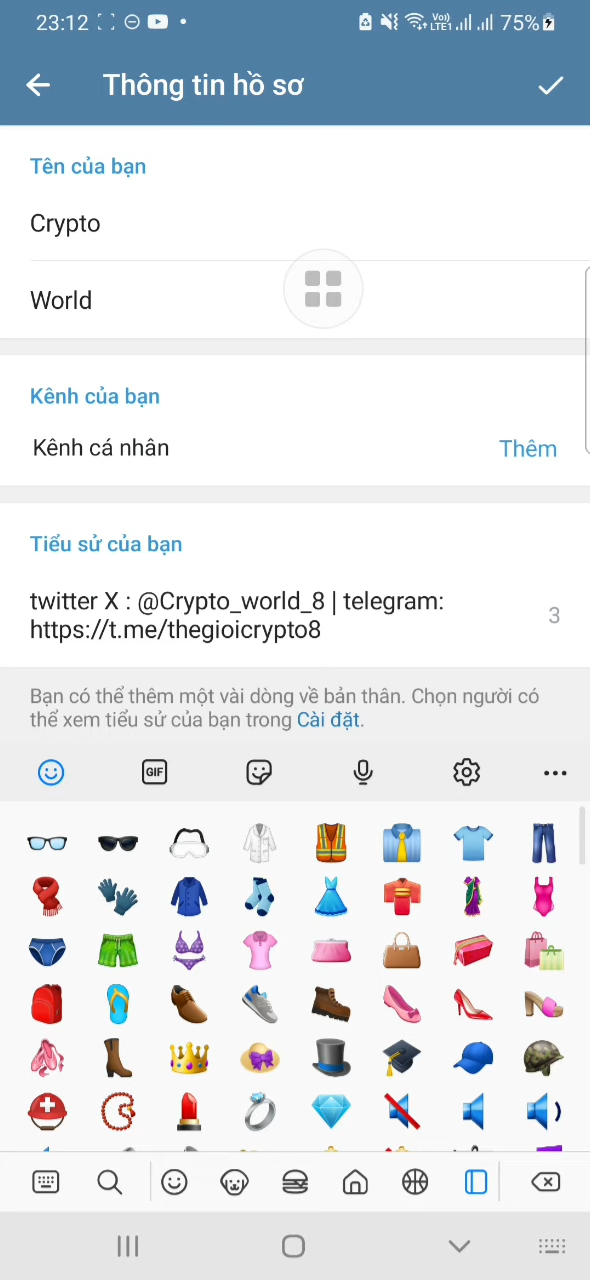 23:12 Vo) LTE1 75%
Thông tin hồ sơ
Tên của bạn
Crypto
World
Kênh của bạn
Kênh cá nhân Thêm
Tiểu sử của bạn
twitter X : @Crypto_world_8 | telegram: 3
https://t.me/thegioicrypto8
Bạn có thể thêm một vài dòng về bản thân. Chọn người có
thể xem tiểu sử của bạn trong Cài đặt.
GIF